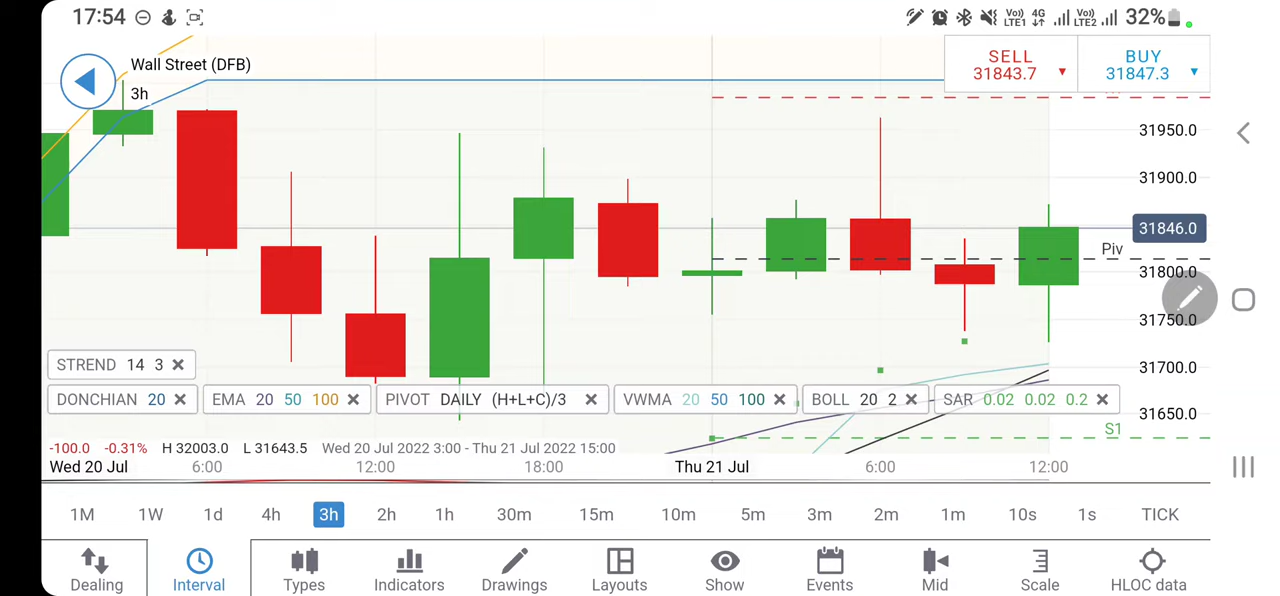 17:54 Vo)) LTE1 4G Vo)) LTE2 32%
Wall Street (DFB)
3h
SELL
31843.7
BUY
31847.3
31950.0
31900.0
31846.0
Piv
31800.0
31750.0
31700.0
31650.0
S1
STREND 14 3
DONCHIAN 20 EMA 20 50 100 PIVOT DAILY (H+L+C)/3 VWMA 20 50 100 BOLL 20 2 SAR 0.02 0.02 0.2
-100.0 -0.31% H 32003.0 L 31643.5 Wed 20 Jul 2022 3:00 - Thu 21 Jul 2022 15:00
Wed 20 Jul 6:00 12:00 18:00 Thu 21 Jul 6:00 12:00
1M 1W 1d 4h 3h 2h 1h 30m 15m 10m 5m 3m 2m 1m 10s 1s TICK
Dealing Interval Types Indicators Drawings Layouts Show Events Mid Scale HLOC data